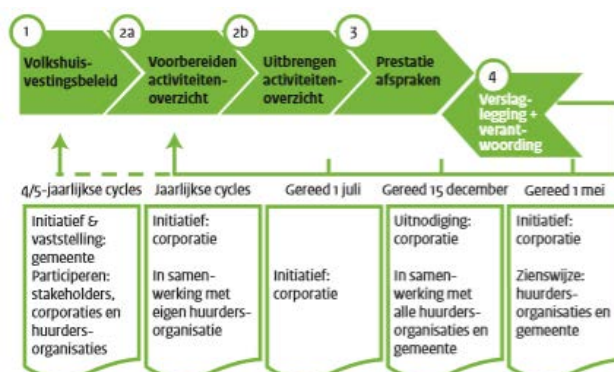 1
Volkshuis-
vestingsbeleid
2a
Voorbereiden
activiteiten-
overzicht
2b
Uitbrengen
activiteiten-
overzicht
3
Prestatie
afspraken
4
Verslag-
legging +
verant-
woording
4/5-jaarlijkse cycles
Initiatief &
vaststelling:
gemeente
Participeren:
stakeholders,
corporaties en
huurders-
organisaties
Jaarlijkse cycles
Initiatief:
corporatie
In samen-
werking met
eigen huurders-
organisatie
Gereed 1 juli
Initiatief:
corporatie
Gereed 15 december
Uitnodiging:
corporatie
In samen-
werking met
alle huurders-
organisaties en
gemeente
Gereed 1 mei
Initiatief:
corporatie
Zienswijze:
huurders-
organisaties en
gemeente